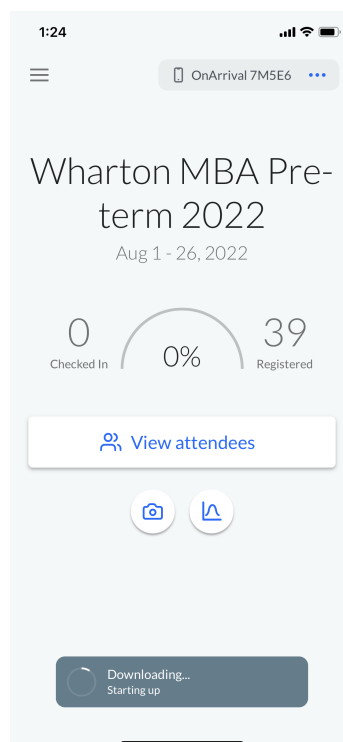 1:24
OnArrival 7M5E6
Wharton MBA Pre-
term 2022
Aug 1 - 26, 2022
0
Checked In
0%
39
Registered
View attendees
Downloading...
Starting up